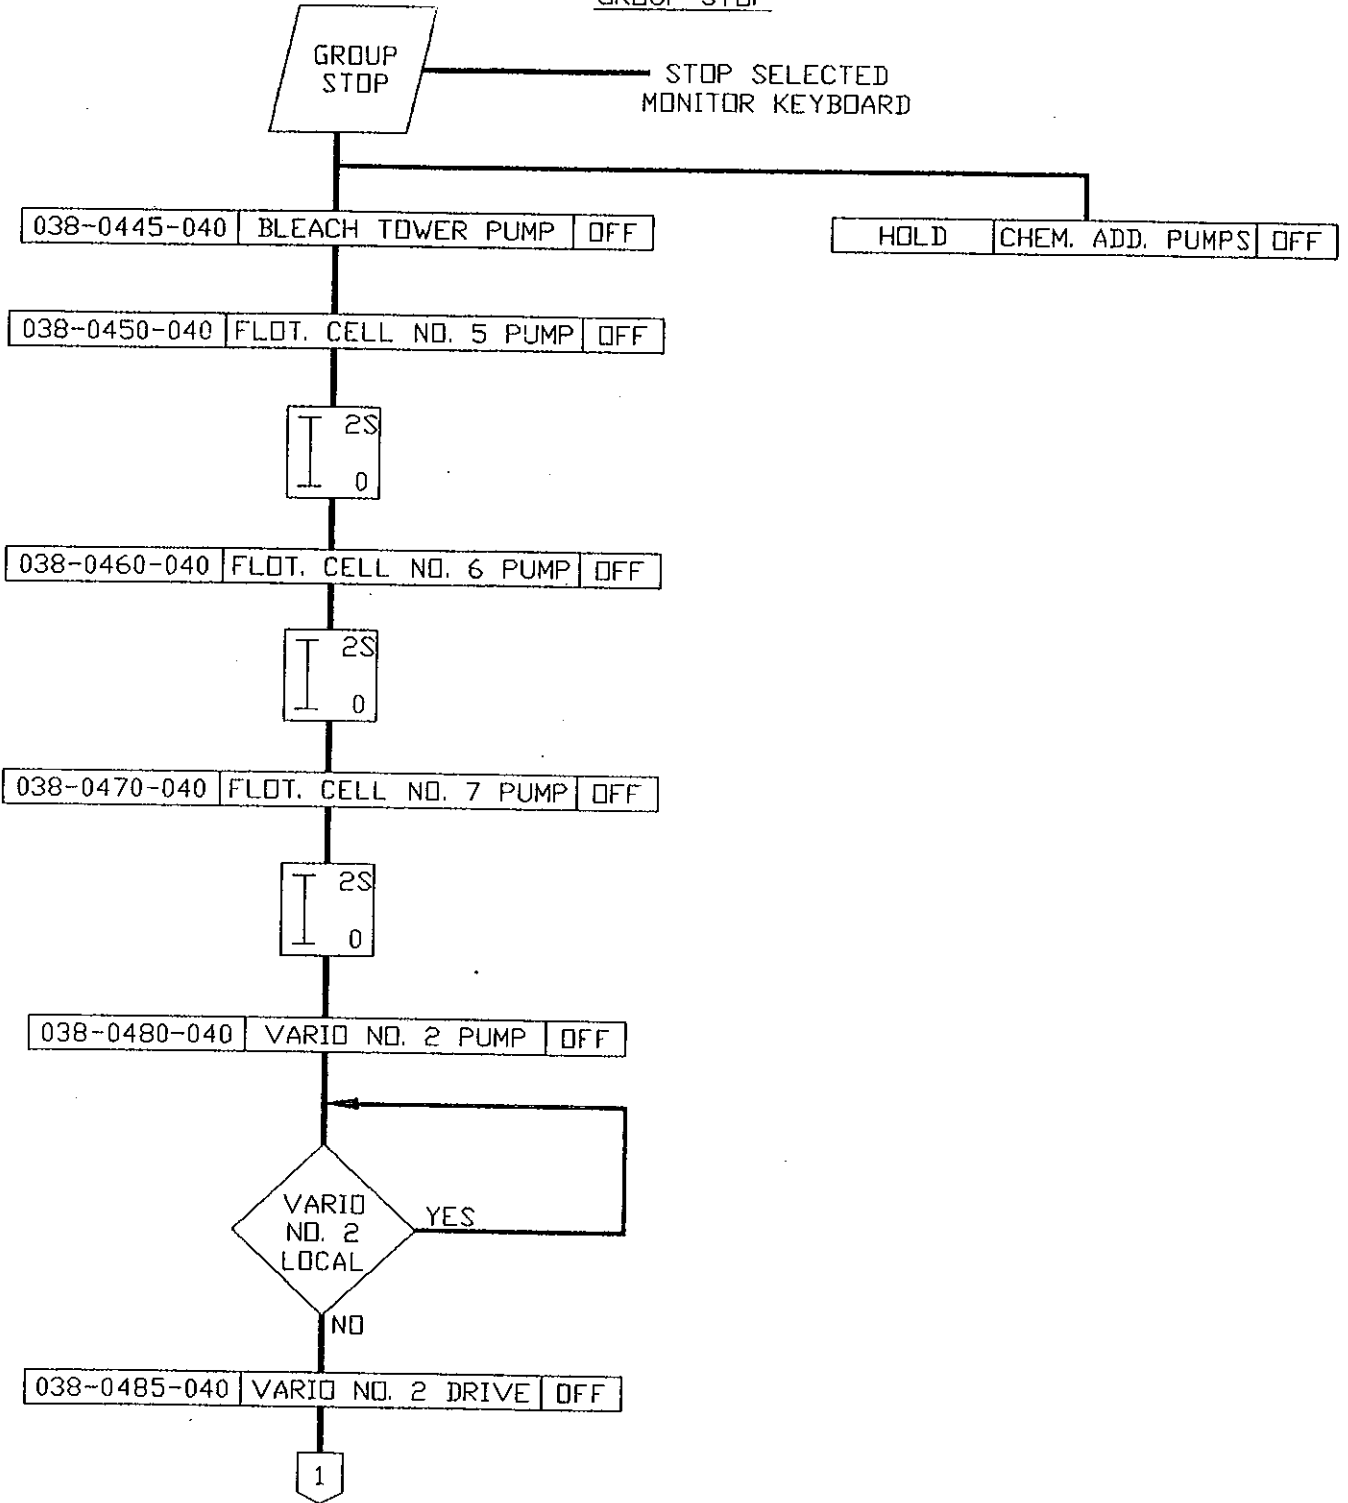 GROUP STOP
GROUP
STOP
STOP SELECTED
MONITOR KEYBOARD
038-0445-040 BLEACH TOWER PUMP OFF
HOLD CHEM. ADD. PUMPS OFF
038-0450-040 FLOT. CELL NO. 5 PUMP OFF
2S
0
038-0460-040 FLOT. CELL NO. 6 PUMP OFF
2S
0
038-0470-040 FLOT. CELL NO. 7 PUMP OFF
2S
0
038-0480-040 VARIO NO. 2 PUMP OFF
VARIO
NO. 2
LOCAL
YES
NO
038-0485-040 VARIO NO. 2 DRIVE OFF
1